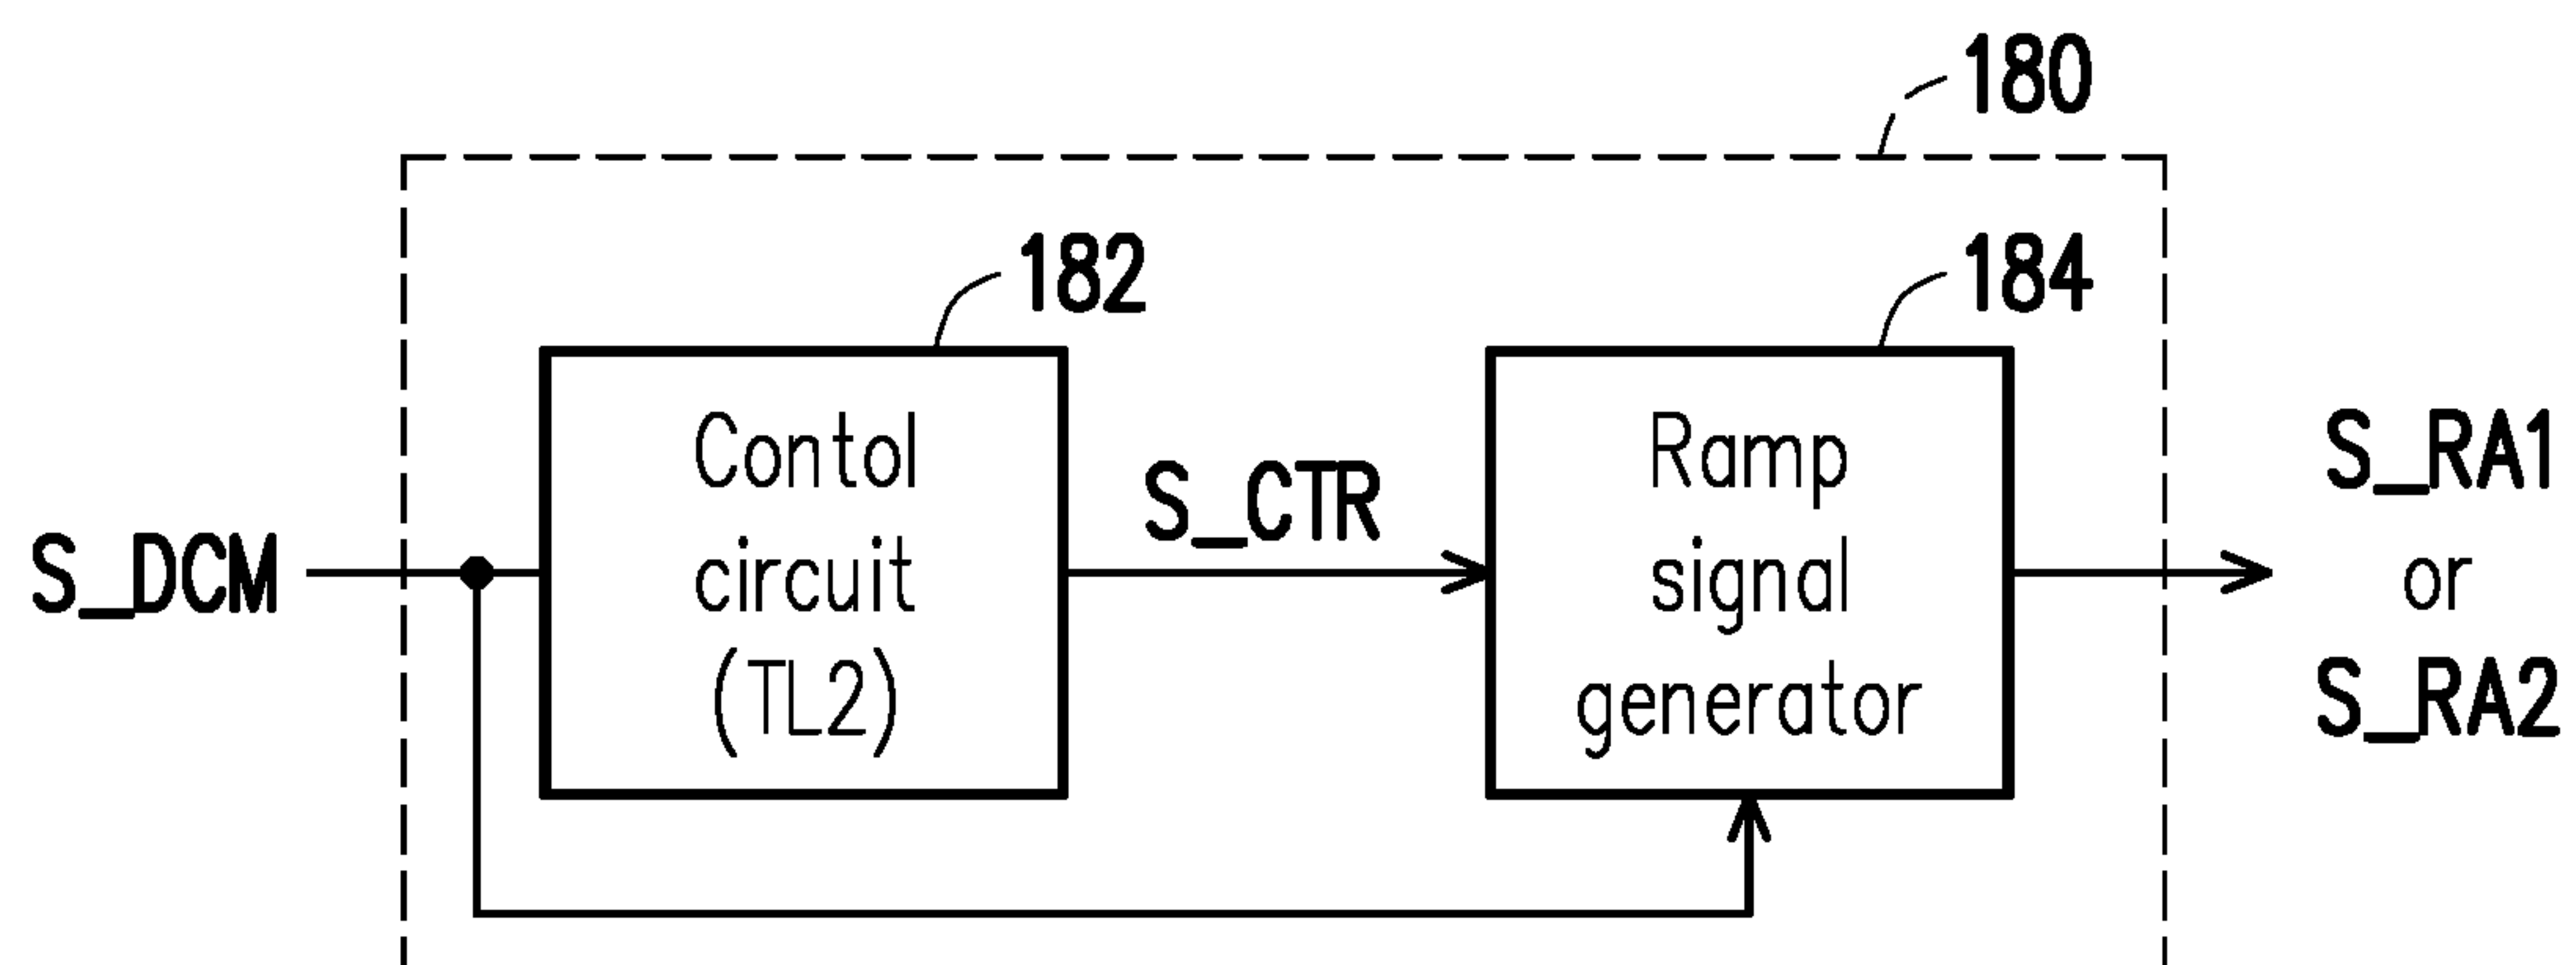 180
182
184
Contol
circuit
(TL2)
S_CTR
Ramp
signal
generator
S_DCM
S_RA1
or
S_RA2